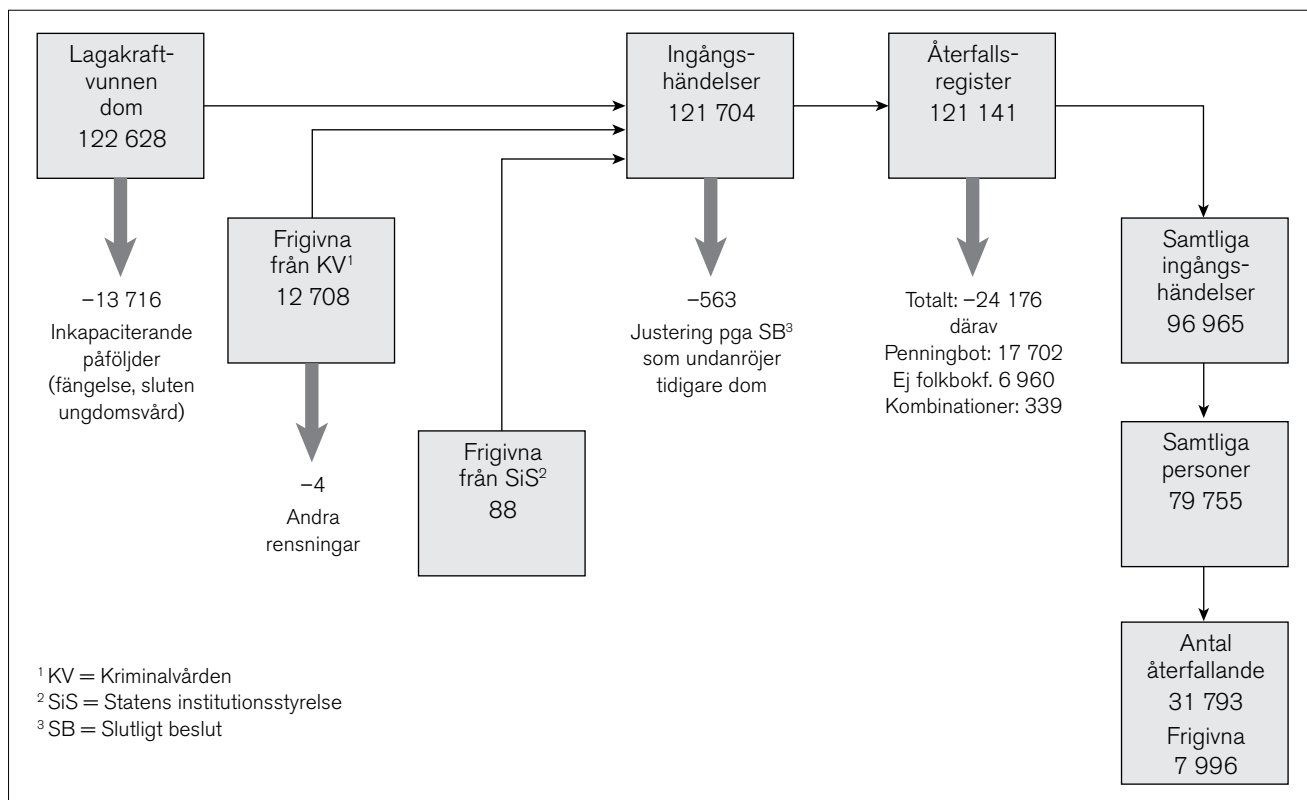 Lagakraft-
vunnen
dom
122 628
Ingångs-
händelser
121 704
Återfalls-
register
121 141
–13 716
Inkapaciterande
påföljder
(fängelse, sluten
ungdomsvård)
Frigivna
från KV¹
12 708
–4
Andra
rensningar
Frigivna
från SiS²
88
–563
Justering pga SB³
som undanröjer
tidigare dom
Totalt: –24 176
därav
Penningbot: 17 702
Ej folkbokf. 6 960
Kombinationer: 339
Samtliga
ingångs-
händelser
96 965
Samtliga
personer
79 755
Antal
återfallande
31 793
Frigivna
7 996
¹ KV = Kriminalvården
² SiS = Statens institutionsstyrelse
³ SB = Slutligt beslut